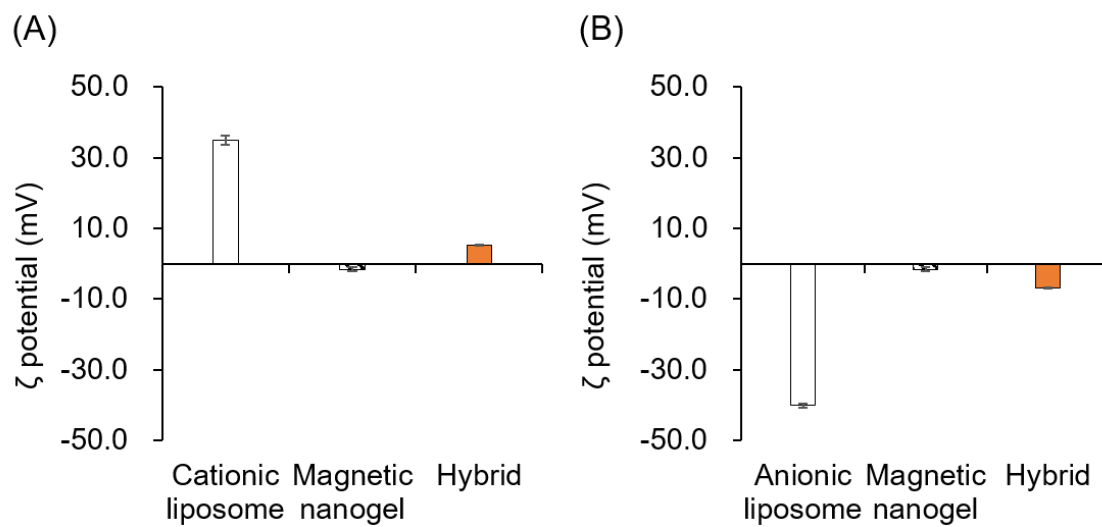 (A)
50.0
30.0
10.0
-10.0
-30.0
-50.0
ζ potential (mV)
Cationic liposome
Magnetic nanogel
Hybrid
(B)
50.0
30.0
10.0
-10.0
-30.0
-50.0
ζ potential (mV)
Anionic liposome
Magnetic nanogel
Hybrid